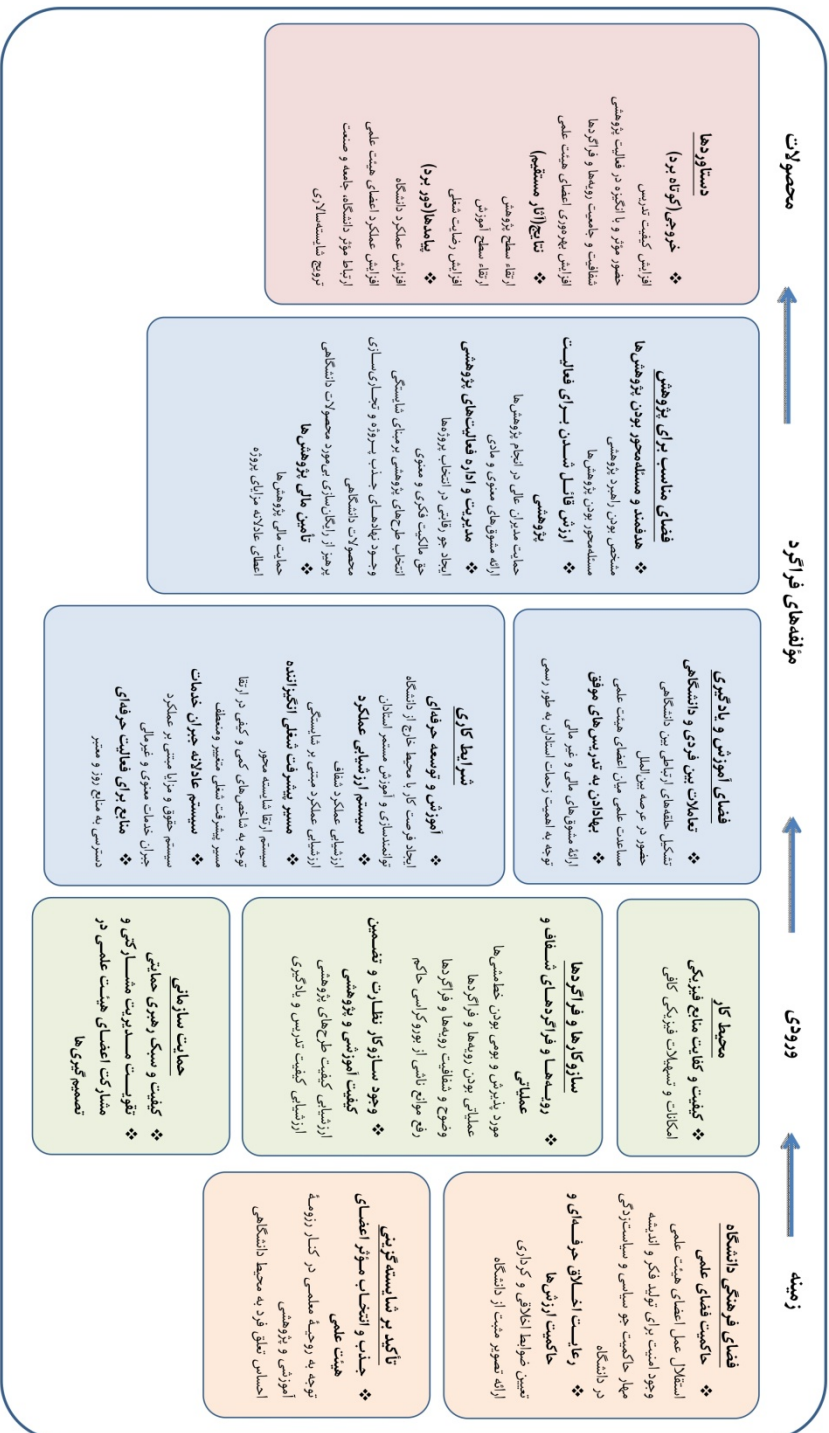 زمینه
ورودی
مؤلفه‌های فراگرد
محصولات
فضای فرهنگی دانشگاه
❖ حاکمیت فضای علمی
استقلال عمل اعضای هیئت علمی
وجود امنیت برای تولید فکر و اندیشه
مهار حاکمیت جو سیاسی و سیاست‌زدگی
در دانشگاه
❖ رعایت اخلاق حرفه‌ای و
حاکمیت ارزش‌ها
تعیین ضوابط اخلاقی و کرداری
ارائه تصویر مثبت از دانشگاه
تأکید بر شایسته‌گزینی
❖ جذب و انتخاب مؤثر اعضای
هیئت علمی
توجه به روحیهٔ معلمی در کنار رزومهٔ
آموزشی و پژوهشی
احساس تعلق فرد به محیط دانشگاهی
محیط کار
❖ کیفیت و کفایت منابع فیزیکی
امکانات و تسهیلات فیزیکی کافی
سازوکارها و فراگردها
❖ رویه‌ها و فراگردهای شفاف و
عملیاتی
مورد پذیرش و بومی بودن خط‌مشی‌ها
عملیاتی بودن رویه‌ها و فراگردها
وضوح و شفافیت رویه‌ها و فراگردها
رفع موانع ناشی از بوروکراسی حاکم
❖ وجود سازوکار نظارت و تضمین
کیفیت آموزشی و پژوهشی
ارزشیابی کیفیت طرح‌های پژوهشی
ارزشیابی کیفیت تدریس و یادگیری
حمایت سازمانی
❖ کیفیت و سبک رهبری حمایتی
❖ تقویت مدیریت مشارکتی و
مشارکت اعضای هیئت علمی در
تصمیم‌گیری‌ها
فضای آموزش و یادگیری
❖ تعاملات بین فردی و دانشگاهی
تشکیل حلقه‌های ارتباطی بین دانشگاهی
حضور در عرصه بین‌الملل
مساعدت علمی میان اعضای هیئت علمی
❖ بهادادن به تدریس‌های موفق
ارائهٔ مشوق‌های مالی و غیر مالی
توجه به اهمیت زحمات استادان به طور رسمی
شرایط کاری
❖ آموزش و توسعه حرفه‌ای
ایجاد فرصت کار با محیط خارج از دانشگاه
توانمندسازی و آموزش مستمر استادان
❖ سیستم ارزشیابی عملکرد
ارزشیابی عملکرد شفاف
ارزشیابی عملکرد مبتنی بر شایستگی
❖ مسیر پیشرفت شغلی انگیزاننده
سیستم ارتقا شایسته محور
توجه به شاخص‌های کمی و کیفی در ارتقا
مسیر پیشرفت شغلی متغییر ومنعطف
❖ سیستم عادلانه جبران خدمات
سیستم حقوق و مزایا مبتنی بر عملکرد
جبران خدمات معنوی و غیرمالی
❖ منابع برای فعالیت حرفه‌ای
دسترسی به منابع روز و معتبر
فضای مناسب برای پژوهش
❖ هدفمند و مسئله‌محور بودن پژوهش‌ها
مشخص بودن راهبرد پژوهشی
مسئله‌محور بودن پژوهش‌ها
❖ ارزش قائل شدن برای فعالیت
پژوهشی
حمایت مدیران عالی در انجام پژوهش‌ها
ارائه مشوق‌های معنوی و مادی
❖ مدیریت و اداره فعالیت‌های پژوهشی
ایجاد جو رقابتی در انتخاب پروژه‌ها
حق مالکیت فکری و معنوی
انتخاب طرح‌های پژوهشی برمبنای شایستگی
وجود نهادهای جذب پروژه و تجاری‌سازی
محصولات دانشگاهی
پرهیز از رایگان‌سازی بی‌مورد محصولات دانشگاهی
❖ تأمین مالی پژوهش‌ها
حمایت مالی پژوهش‌ها
اعطای عادلانه مزایای پروژه
دستاوردها
❖ خروجی(کوتاه برد)
افزایش کیفیت تدریس
حضور مؤثر و با انگیزه در فعالیت پژوهشی
شفافیت و جامعیت رویه‌ها و فراگردها
افزایش بهره‌وری اعضای هیئت علمی
❖ نتایج(آثار مستقیم)
ارتقاء سطح پژوهش
ارتقاء سطح آموزش
افزایش رضایت شغلی
❖ پیامدها(دور برد)
افزایش عملکرد دانشگاه
افزایش عملکرد اعضای هیئت علمی
ارتباط مؤثر دانشگاه، جامعه و صنعت
ترویج شایسته‌سالاری